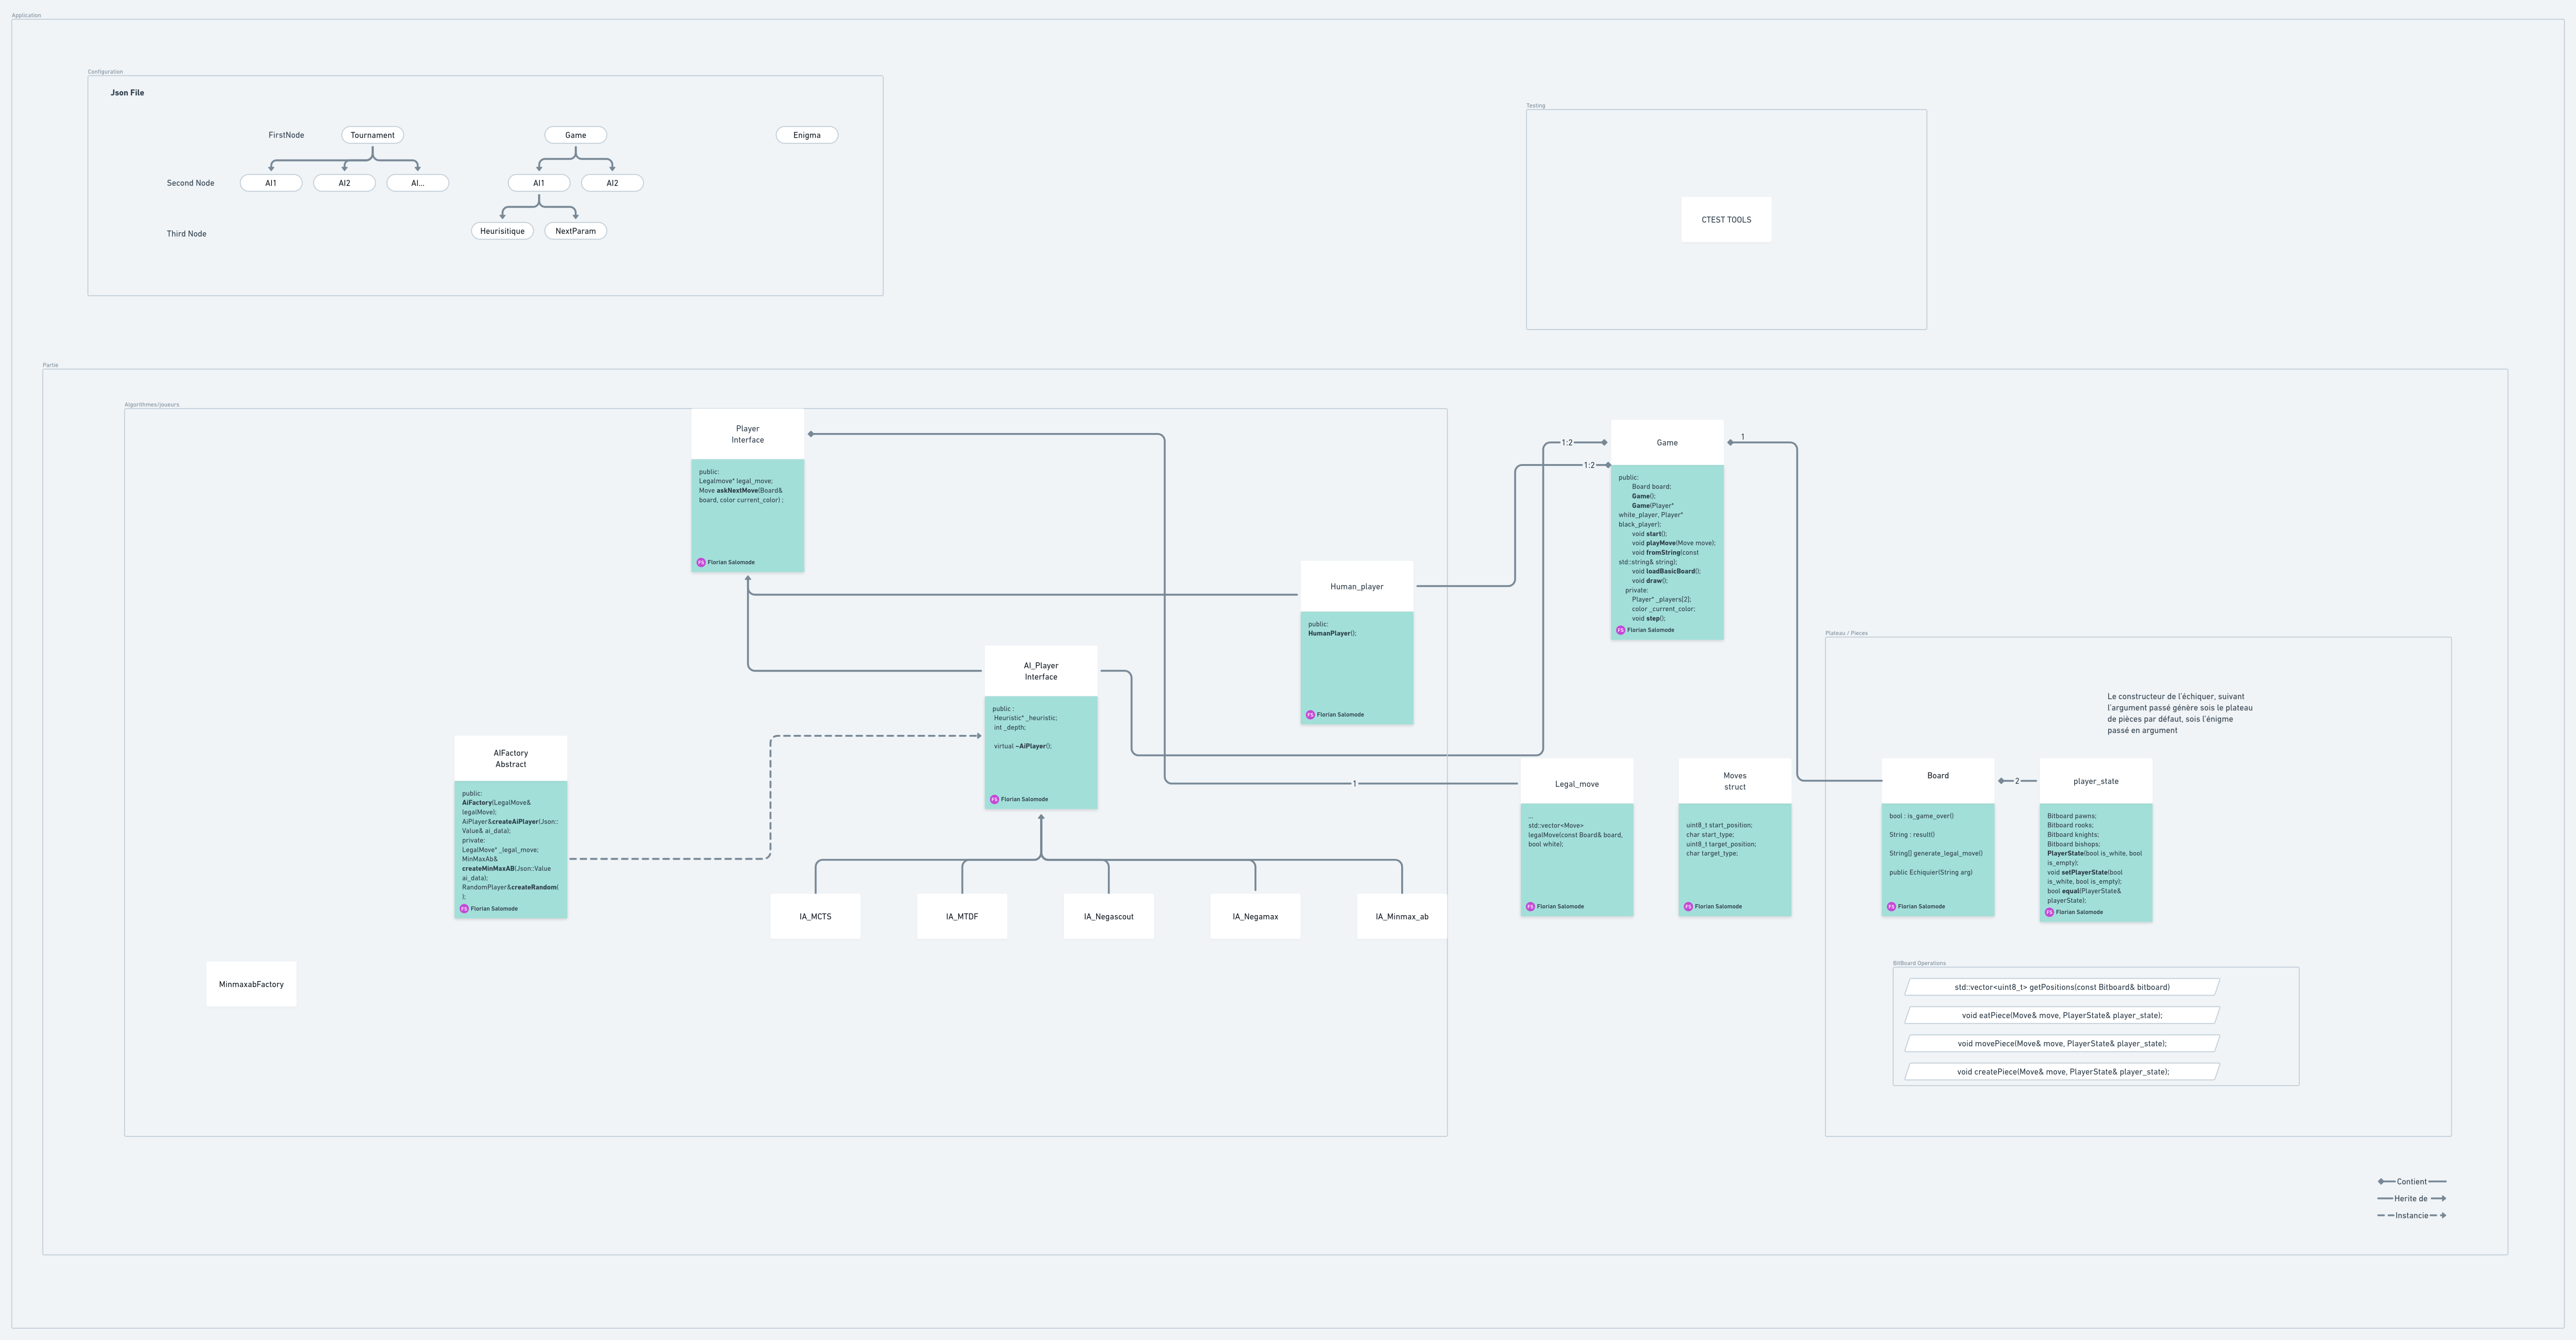 Application
Configuration
Json File
FirstNode
Tournament
Game
Enigma
Second Node
AI1
AI2
AI...
AI1
AI2
Third Node
Heurisitique
NextParam
Testing
CTEST TOOLS
Partie
Algorithmes/joueurs
Player
Interface
public:
Legalmove* legal_move;
Move askNextMove(Board&
board, color current_color) ;
FS Florian Salomode
1:2
1:2
Game
1
public:
Board board;
Game();
Game(Player*
white_player, Player*
black_player);
void start();
void playMove(Move move);
void fromString(const
std::string& string);
void loadBasicBoard();
void draw();
private:
Player* _players[2];
color _current_color;
void step();
FS Florian Salomode
Human_player
public:
HumanPlayer();
FS Florian Salomode
AI_Player
Interface
public :
Heuristic* _heuristic;
int _depth;
virtual ~AiPlayer();
FS Florian Salomode
AIFactory
Abstract
public:
AiFactory(LegalMove&
legalMove);
AiPlayer&createAiPlayer(Json::
Value& ai_data);
private:
LegalMove* _legal_move;
MinMaxAb&
createMinMaxAB(Json::Value
ai_data);
RandomPlayer&createRandom(
);
FS Florian Salomode
1
Legal_move
...
std::vector<Move>
legalMove(const Board& board,
bool white);
FS Florian Salomode
Moves
struct
uint8_t start_position;
char start_type;
uint8_t target_position;
char target_type;
FS Florian Salomode
Plateau / Pieces
Le constructeur de l'échiquer, suivant
l'argument passé génère sois le plateau
de pièces par défaut, sois l'énigme
passé en argument
Board
bool : is_game_over()
String : result()
String[] generate_legal_move()
public Echiquier(String arg)
FS Florian Salomode
2
player_state
Bitboard pawns;
Bitboard rooks;
Bitboard knights;
Bitboard bishops;
PlayerState(bool is_white, bool
is_empty);
void setPlayerState(bool
is_white, bool is_empty);
bool equal(PlayerState&
playerState);
FS Florian Salomode
IA_MCTS
IA_MTDF
IA_Negascout
IA_Negamax
IA_Minmax_ab
MinmaxabFactory
BitBoard Operations
std::vector<uint8_t> getPositions(const Bitboard& bitboard)
void eatPiece(Move& move, PlayerState& player_state);
void movePiece(Move& move, PlayerState& player_state);
void createPiece(Move& move, PlayerState& player_state);
Contient
Herite de
Instancie